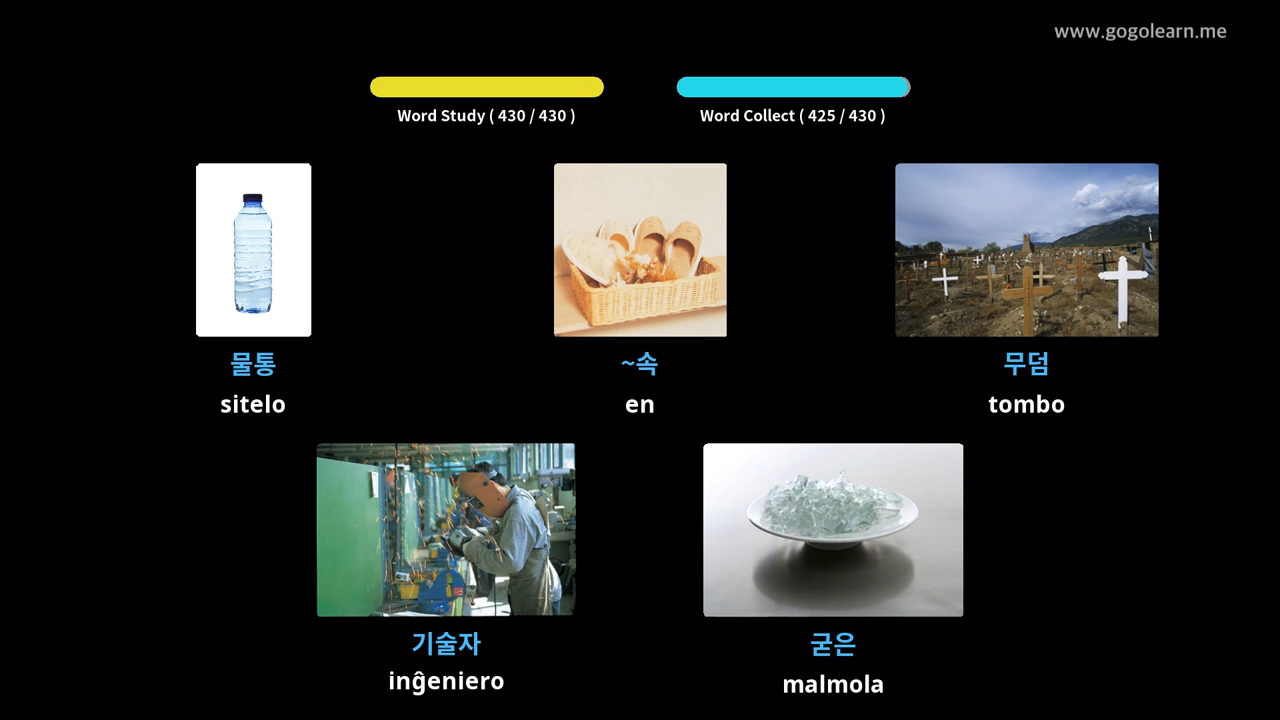 www.gogolearn.me
Word Study ( 430 / 430 )
Word Collect ( 425 / 430 )
물통
sitelo
~속
en
무덤
tombo
기술자
inĝeniero
굳은
malmola